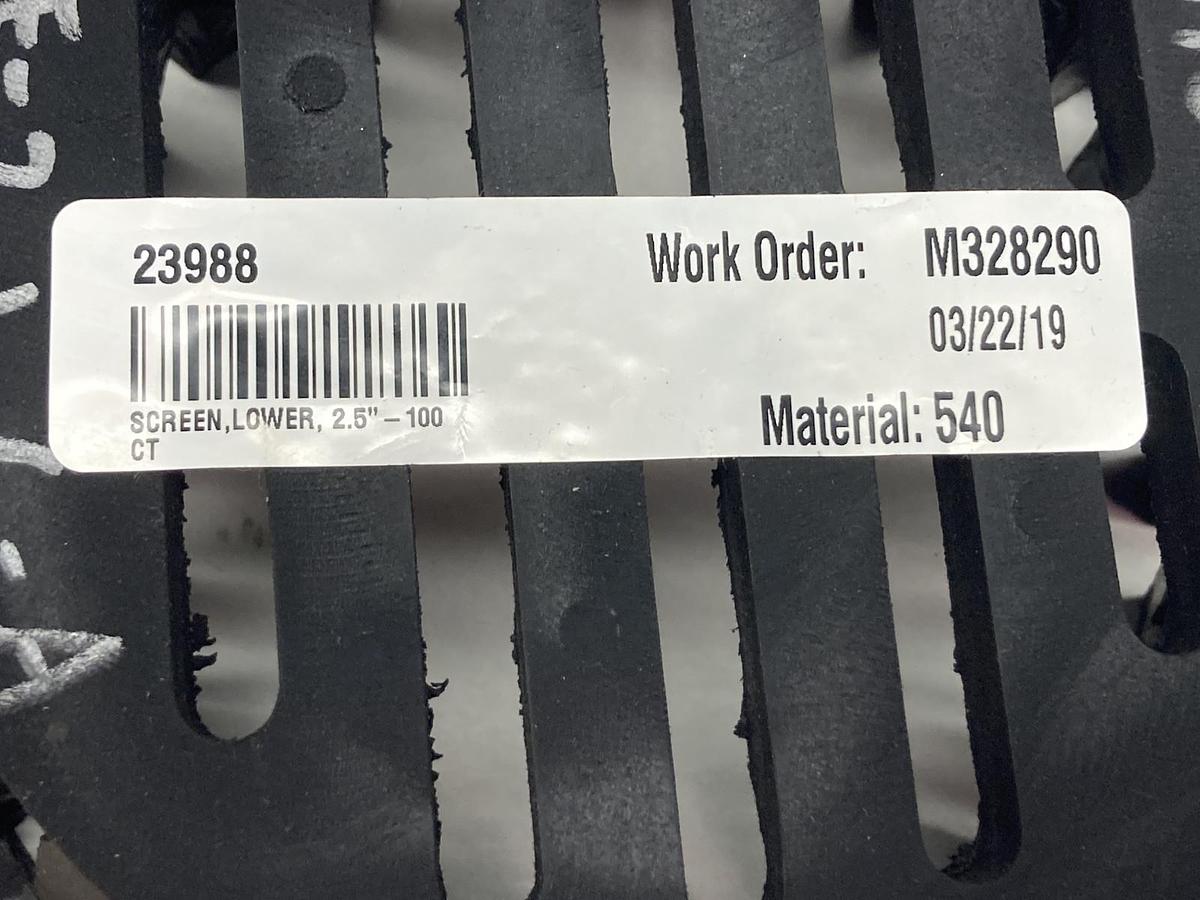 23988
Work Order: M328290
03/22/19
SCREEN,LOWER, 2.5"-100
CT
Material: 540